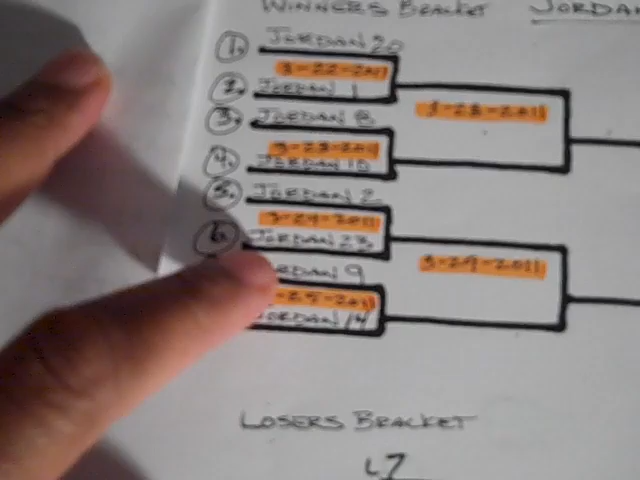 WINNERS BRACKET JORDAN
1. JORDAN 20
3-22-2011
2. JORDAN 1
3-28-2011
3. JORDAN 8
3-23-2011
4. JORDAN 10
5. JORDAN 2
3-24-2011
6. JORDAN 23
3-29-2011
JORDAN 9
3-25-2011
JORDAN 14
LOSERS BRACKET
L7